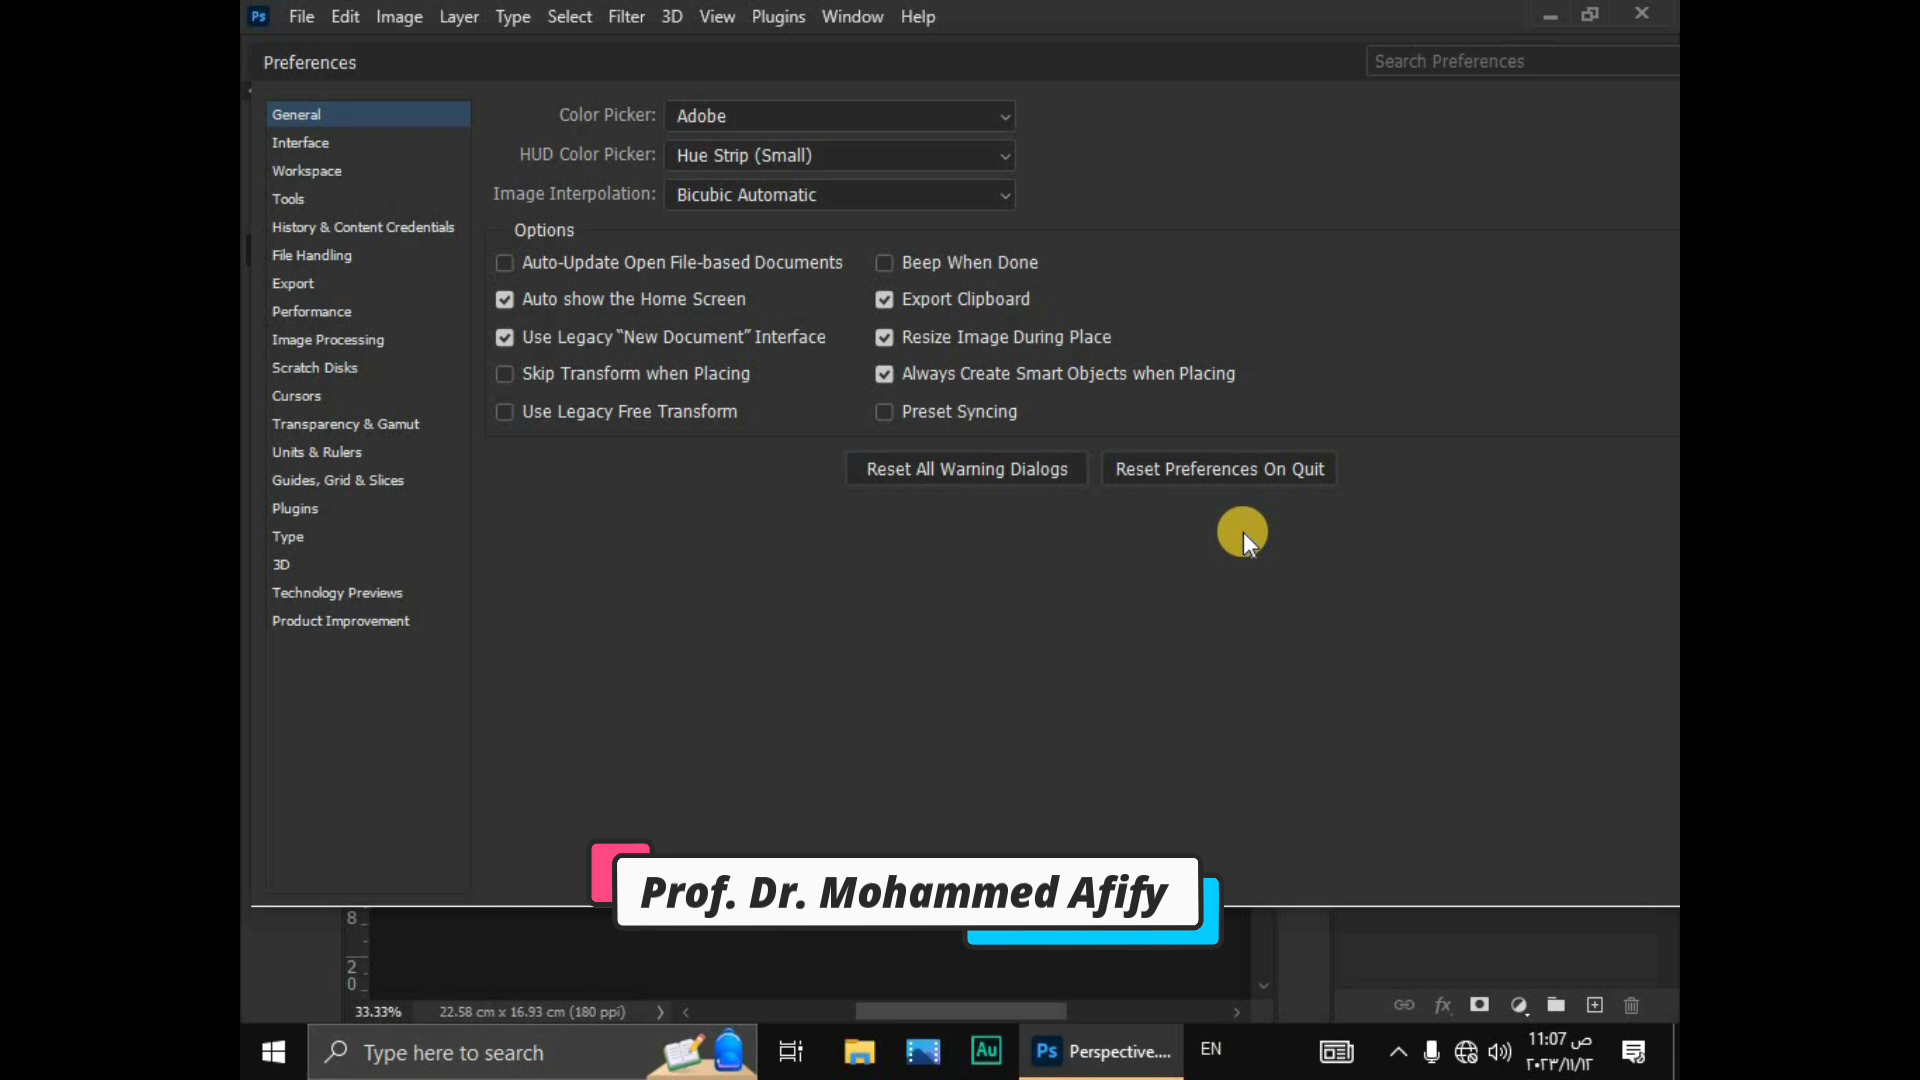 Ps File Edit Image Layer Type Select Filter 3D View Plugins Window Help
Preferences
Search Preferences
General
Interface
Workspace
Tools
History & Content Credentials
File Handling
Export
Performance
Image Processing
Scratch Disks
Cursors
Transparency & Gamut
Units & Rulers
Guides, Grid & Slices
Plugins
Type
3D
Technology Previews
Product Improvement
Color Picker: Adobe
HUD Color Picker: Hue Strip (Small)
Image Interpolation: Bicubic Automatic
Options
Auto-Update Open File-based Documents
Beep When Done
Auto show the Home Screen
Export Clipboard
Use Legacy “New Document” Interface
Resize Image During Place
Skip Transform when Placing
Always Create Smart Objects when Placing
Use Legacy Free Transform
Preset Syncing
Reset All Warning Dialogs
Reset Preferences On Quit
Prof. Dr. Mohammed Afify
8
2
0
33.33% 22.58 cm x 16.93 cm (180 ppi)
fx
Type here to search
Au
Ps Perspective....
EN
11:07 ص
٢٠٢٣/١١/١٢